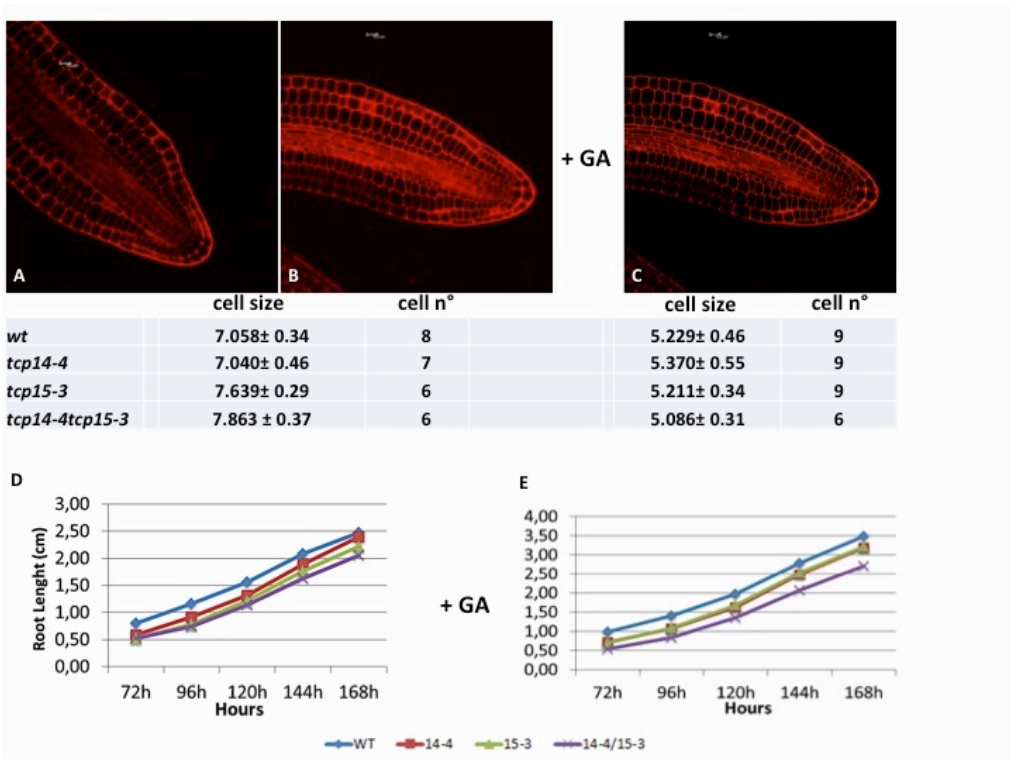 + GA
A
B
C
cell size cell n° cell size cell n°
wt 7.058± 0.34 8 5.229± 0.46 9
tcp14-4 7.040± 0.46 7 5.370± 0.55 9
tcp15-3 7.639± 0.29 6 5.211± 0.34 9
tcp14-4tcp15-3 7.863 ± 0.37 6 5.086± 0.31 6
D
Root Lenght (cm)
3,00
2,50
2,00
1,50
1,00
0,50
0,00
72h 96h 120h 144h 168h
Hours
+ GA
E
4,00
3,50
3,00
2,50
2,00
1,50
1,00
0,50
0,00
72h 96h 120h 144h 168h
Hours
WT 14-4 15-3 14-4/15-3